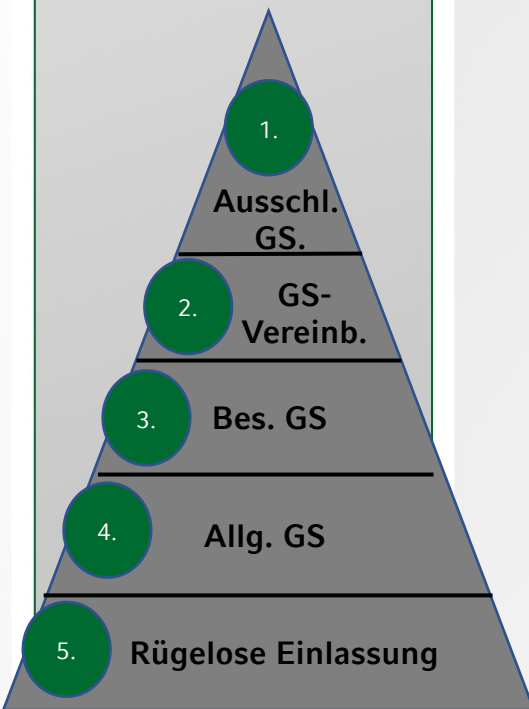 1.
Ausschl.
GS.
2.
GS-
Vereinb.
3.
Bes. GS
4.
Allg. GS
5.
Rügelose Einlassung